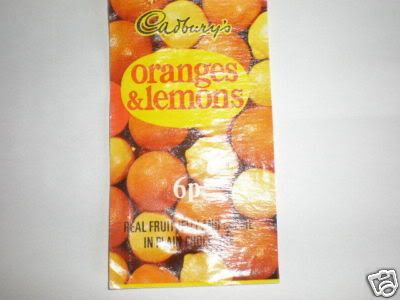 Cadbury's
oranges
& lemons
6p
REAL FRUIT
IN PLAIN